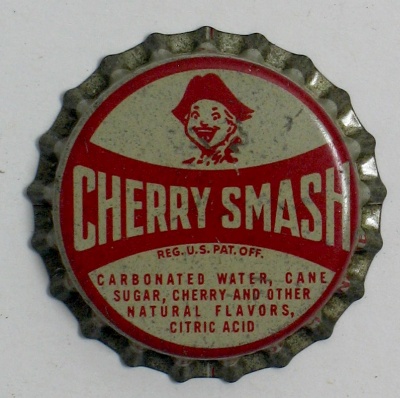 CHERRY SMASH
REG. U.S. PAT. OFF.
CARBONATED WATER, CANE
SUGAR, CHERRY AND OTHER
NATURAL FLAVORS,
CITRIC ACID